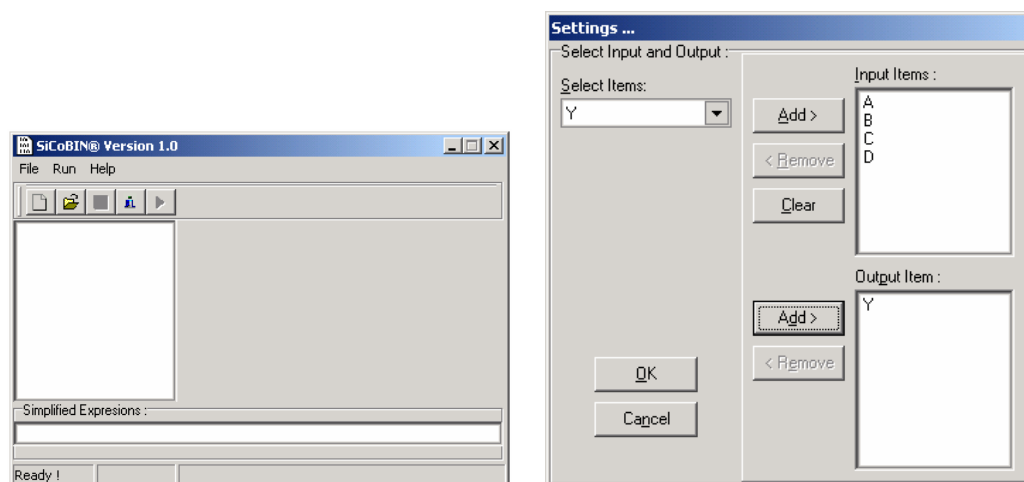 SiCoBIN® Version 1.0
File Run Help
Simplified Expresions :
Ready !
Settings ...
Select Input and Output :
Select Items:
Y
Add >
< Remove
Clear
Input Items :
A
B
C
D
Output Item :
Y
Add >
< Remove
OK
Cancel